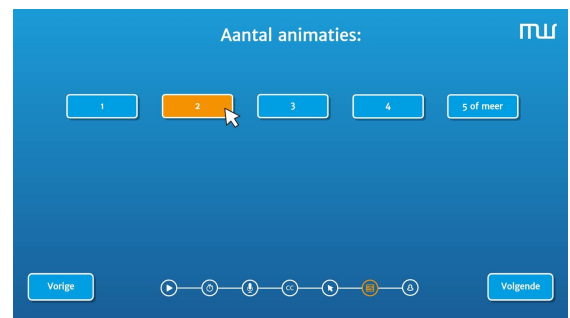 Aantal animaties:
mw
1
2
3
4
5 of meer
Vorige
CC
Volgende